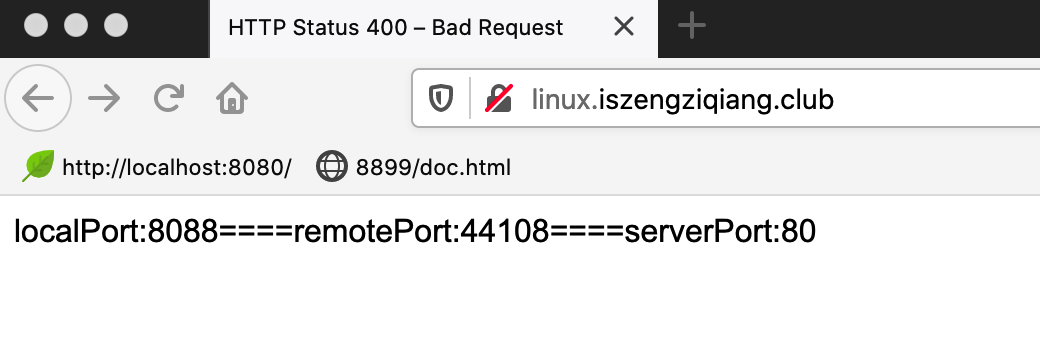 HTTP Status 400 – Bad Request
linux.iszengziqiang.club
http://localhost:8080/ 8899/doc.html
localPort:8088====remotePort:44108====serverPort:80